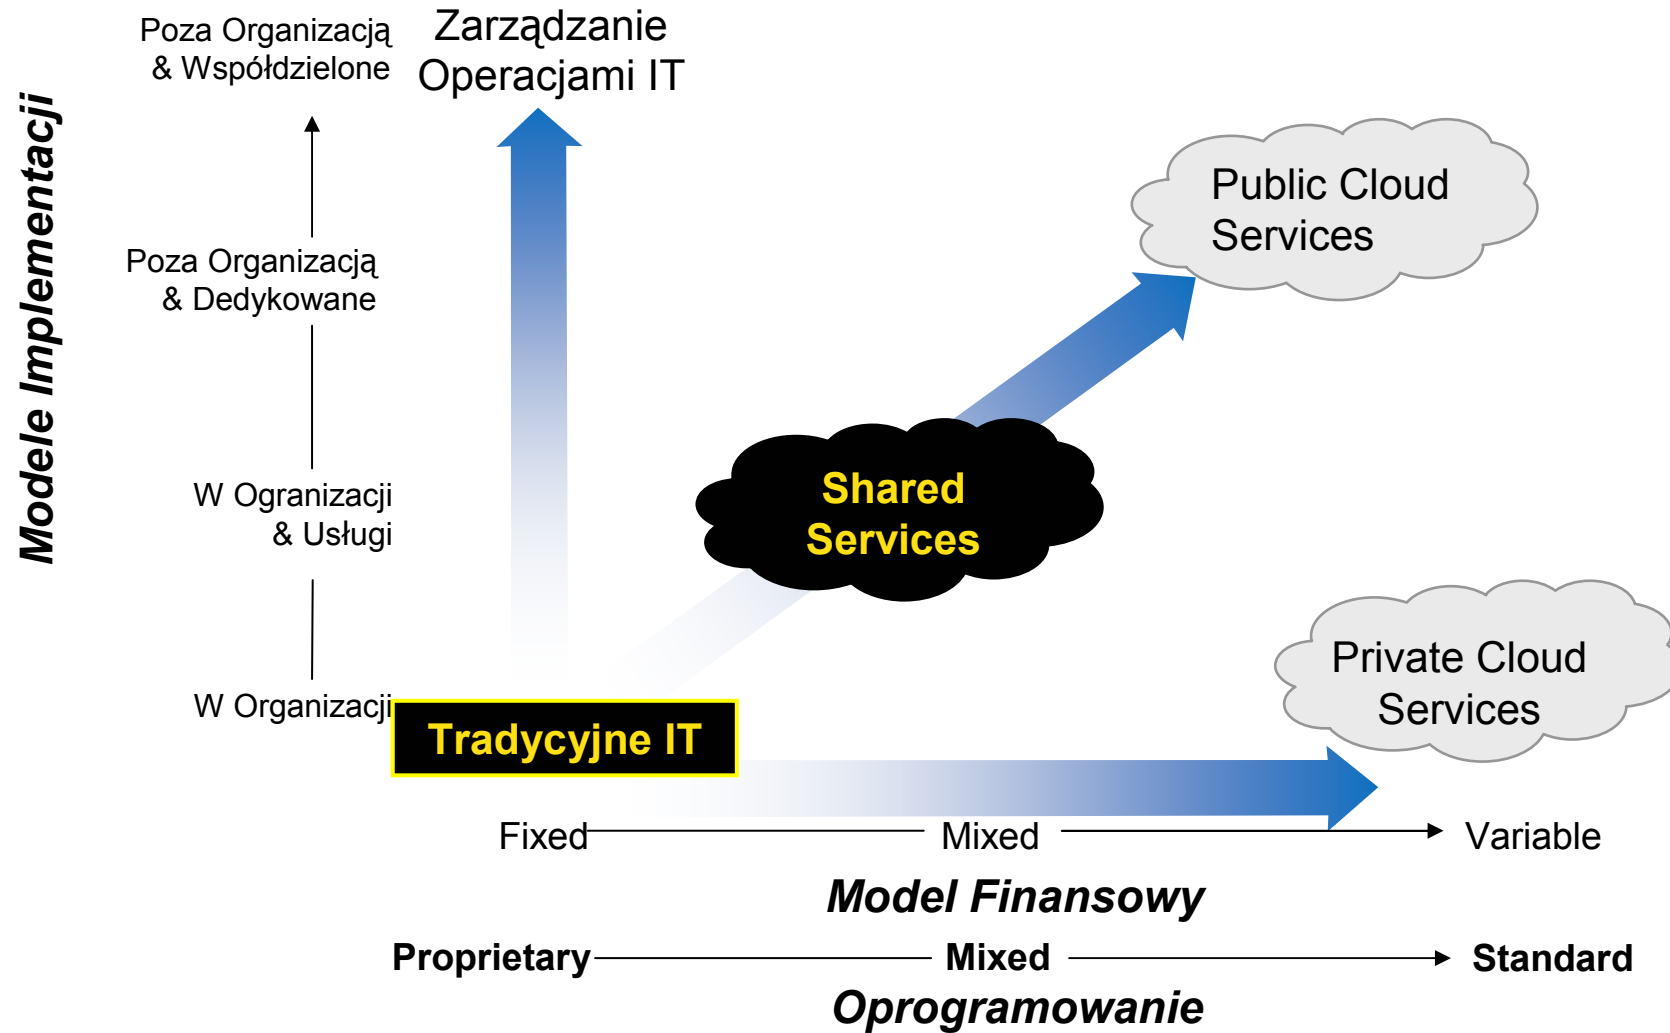 Poza Organizacją
& Współdzielone
Zarządzanie
Operacjami IT
Modele Implementacji
Public Cloud
Services
Poza Organizacją
& Dedykowane
Shared
Services
W Ogranizacji
& Usługi
Private Cloud
Services
W Organizacji
Tradycyjne IT
Fixed Mixed Variable
Model Finansowy
Proprietary Mixed Standard
Oprogramowanie